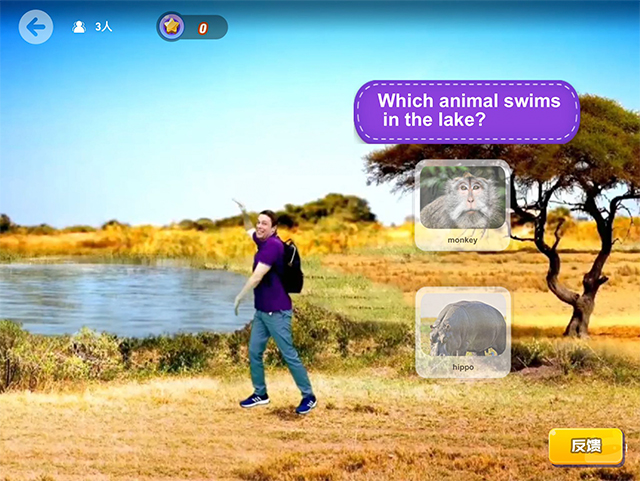 3人
0
Which animal swims
in the lake?
monkey
hippo
反馈